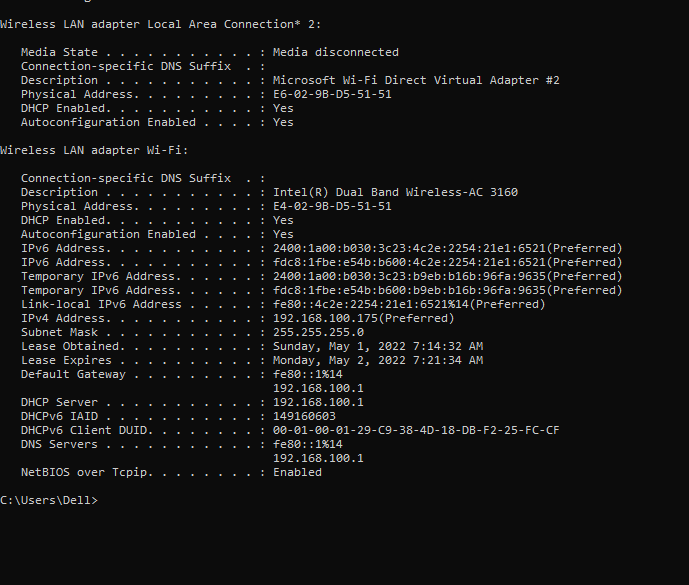 Wireless LAN adapter Local Area Connection* 2:
Media State . . . . . . . . . . . : Media disconnected
Connection-specific DNS Suffix  . :
Description . . . . . . . . . . . : Microsoft Wi-Fi Direct Virtual Adapter #2
Physical Address. . . . . . . . . : E6-02-9B-D5-51-51
DHCP Enabled. . . . . . . . . . . : Yes
Autoconfiguration Enabled . . . . : Yes
Wireless LAN adapter Wi-Fi:
Connection-specific DNS Suffix  . :
Description . . . . . . . . . . . : Intel(R) Dual Band Wireless-AC 3160
Physical Address. . . . . . . . . : E4-02-9B-D5-51-51
DHCP Enabled. . . . . . . . . . . : Yes
Autoconfiguration Enabled . . . . : Yes
IPv6 Address. . . . . . . . . . . : 2400:1a00:b030:3c23:4c2e:2254:21e1:6521(Preferred)
IPv6 Address. . . . . . . . . . . : fdc8:1fbe:e54b:b600:4c2e:2254:21e1:6521(Preferred)
Temporary IPv6 Address. . . . . . : 2400:1a00:b030:3c23:b9eb:b16b:96fa:9635(Preferred)
Temporary IPv6 Address. . . . . . : fdc8:1fbe:e54b:b600:b9eb:b16b:96fa:9635(Preferred)
Link-local IPv6 Address . . . . . : fe80::4c2e:2254:21e1:6521%14(Preferred)
IPv4 Address. . . . . . . . . . . : 192.168.100.175(Preferred)
Subnet Mask . . . . . . . . . . . : 255.255.255.0
Lease Obtained. . . . . . . . . . : Sunday, May 1, 2022 7:14:32 AM
Lease Expires . . . . . . . . . . : Monday, May 2, 2022 7:21:34 AM
Default Gateway . . . . . . . . . : fe80::1%14
192.168.100.1
DHCP Server . . . . . . . . . . . : 192.168.100.1
DHCPv6 IAID . . . . . . . . . . . : 149160603
DHCPv6 Client DUID. . . . . . . . : 00-01-00-01-29-C9-38-4D-18-DB-F2-25-FC-CF
DNS Servers . . . . . . . . . . . : fe80::1%14
192.168.100.1
NetBIOS over Tcpip. . . . . . . . : Enabled
C:\Users\Dell>